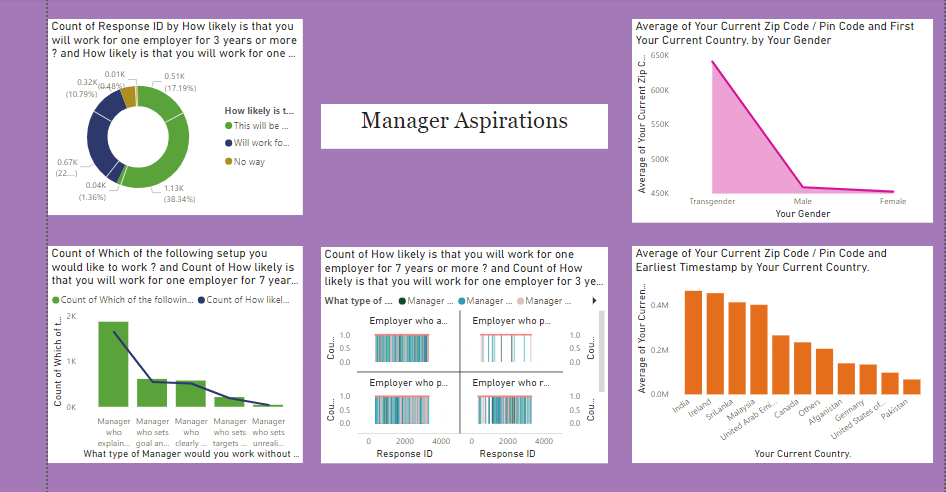 Count of Response ID by How likely is that you
will work for one employer for 3 years or more
? and How likely is that you will work for one ...
0.01K
(0.48%)
0.51K
(17.19%)
0.32K
(10.79%)
0.67K
(22....)
0.04K
(1.36%)
1.13K
(38.34%)
How likely is t...
This will be ...
Will work fo...
No way
Manager Aspirations
Average of Your Current Zip Code / Pin Code and First
Your Current Country. by Your Gender
Average of Your Current Zip C...
650K
600K
550K
500K
450K
Transgender Male Female
Your Gender
Count of Which of the following setup you
would like to work ? and Count of How likely is
that you will work for one employer for 7 year...
Count of Which of the followin... Count of How likel...
Count of Which of t...
2K
1K
0K
Manager who explain...
Manager who sets goal an...
Manager who clearly ...
Manager who sets targets ...
Manager who sets unreali...
What type of Manager would you work without ...
Count of How likely is that you will work for one
employer for 7 years or more ? and Count of How
likely is that you will work for one employer for 3 ye...
What type of ... Manager ... Manager ... Manager ...
Employer who a... Employer who p...
Cou...
1.0
0.5
0.0
1.0
0.5
0.0
Cou...
Employer who p... Employer who r...
Cou...
1.0
0.5
0.0
1.0
0.5
0.0
Cou...
0 2000 4000 0 2000 4000
Response ID Response ID
Average of Your Current Zip Code / Pin Code and
Earliest Timestamp by Your Current Country.
Average of Your Curren...
0.4M
0.2M
0.0M
India
Ireland
SriLanka
Malaysia
United Arab Emi...
Canada
Others
Afghanistan
Germany
United States of...
Pakistan
Your Current Country.